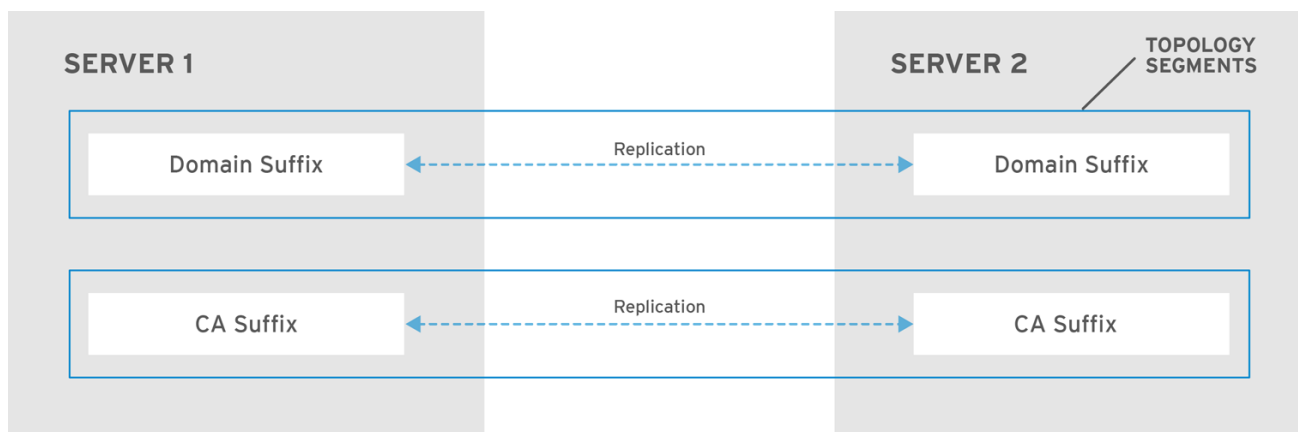 SERVER 1
SERVER 2
TOPOLOGY
SEGMENTS
Domain Suffix
Replication
Domain Suffix
CA Suffix
Replication
CA Suffix